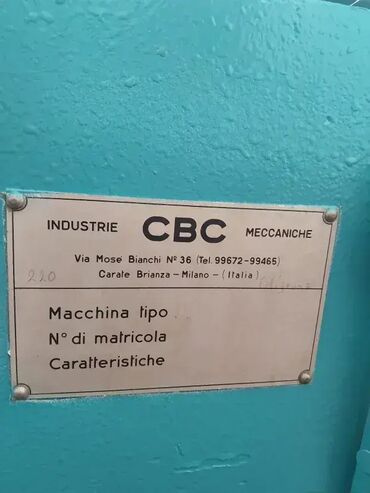 INDUSTRIE CBC MECCANICHE
Via Mosé Bianchi N° 36 (Tel. 99672-99465)
Carate Brianza - Milano - (Italia)
220
Macchina tipo
N° di matricola
Caratteristiche